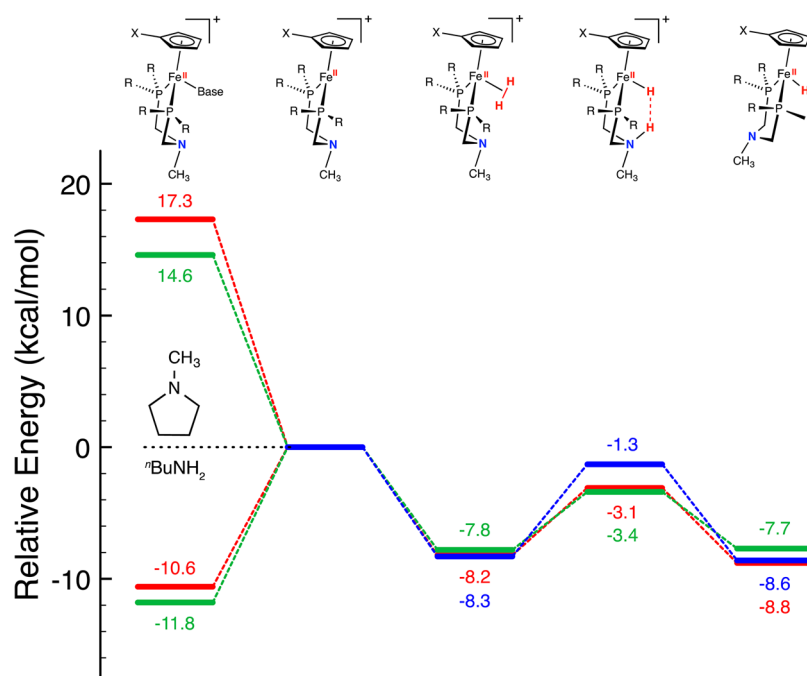 X
+
R
Fe II
P
Base
R
P
R
N
CH3
X
+
R
Fe II
P
R
P
R
N
CH3
X
+
R
Fe II
H
P
H
R
P
R
N
CH3
X
+
R
Fe II
H
P
R
P
H
R
N
CH3
X
R
Fe II
H
P
P
N
CH3
Relative Energy (kcal/mol)
20
10
0
-10
17.3
14.6
CH3
N
nBuNH2
-10.6
-11.8
-7.8
-8.2
-8.3
-1.3
-3.1
-3.4
-7.7
-8.6
-8.8